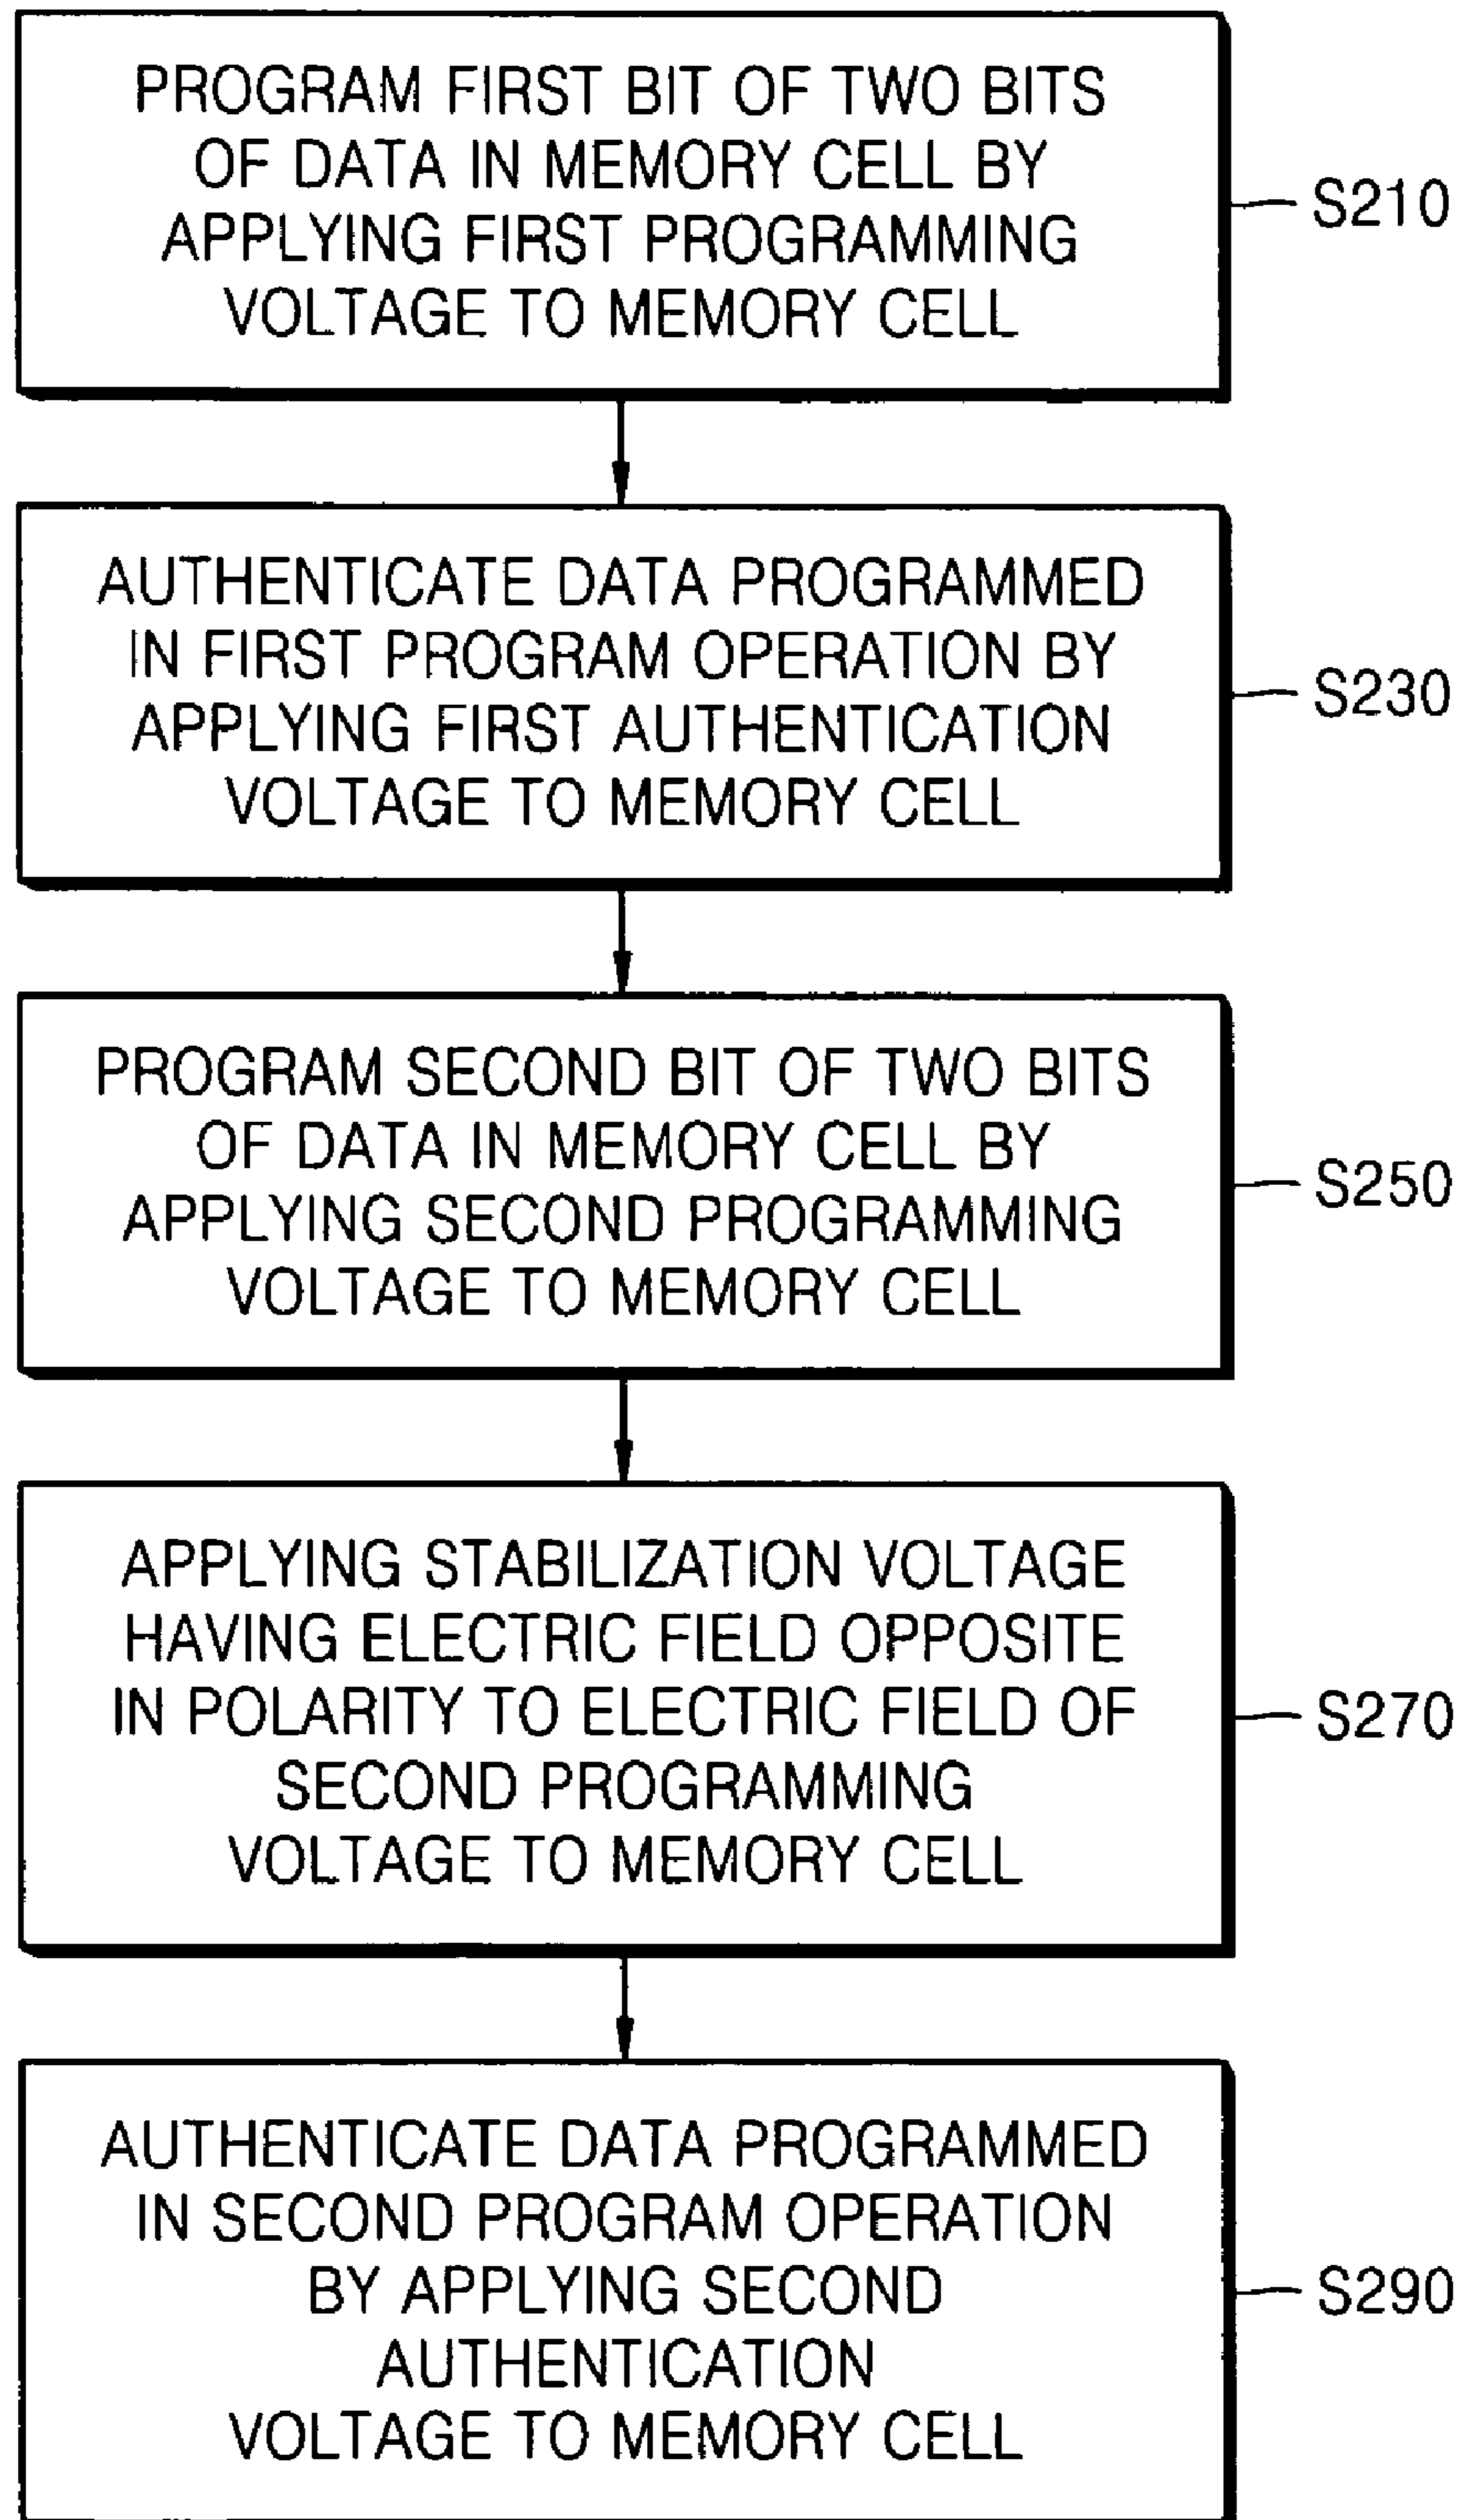 PROGRAM FIRST BIT OF TWO BITS
OF DATA IN MEMORY CELL BY
APPLYING FIRST PROGRAMMING
VOLTAGE TO MEMORY CELL
S210
AUTHENTICATE DATA PROGRAMMED
IN FIRST PROGRAM OPERATION BY
APPLYING FIRST AUTHENTICATION
VOLTAGE TO MEMORY CELL
S230
PROGRAM SECOND BIT OF TWO BITS
OF DATA IN MEMORY CELL BY
APPLYING SECOND PROGRAMMING
VOLTAGE TO MEMORY CELL
S250
APPLYING STABILIZATION VOLTAGE
HAVING ELECTRIC FIELD OPPOSITE
IN POLARITY TO ELECTRIC FIELD OF
SECOND PROGRAMMING
VOLTAGE TO MEMORY CELL
S270
AUTHENTICATE DATA PROGRAMMED
IN SECOND PROGRAM OPERATION
BY APPLYING SECOND
AUTHENTICATION
VOLTAGE TO MEMORY CELL
S290